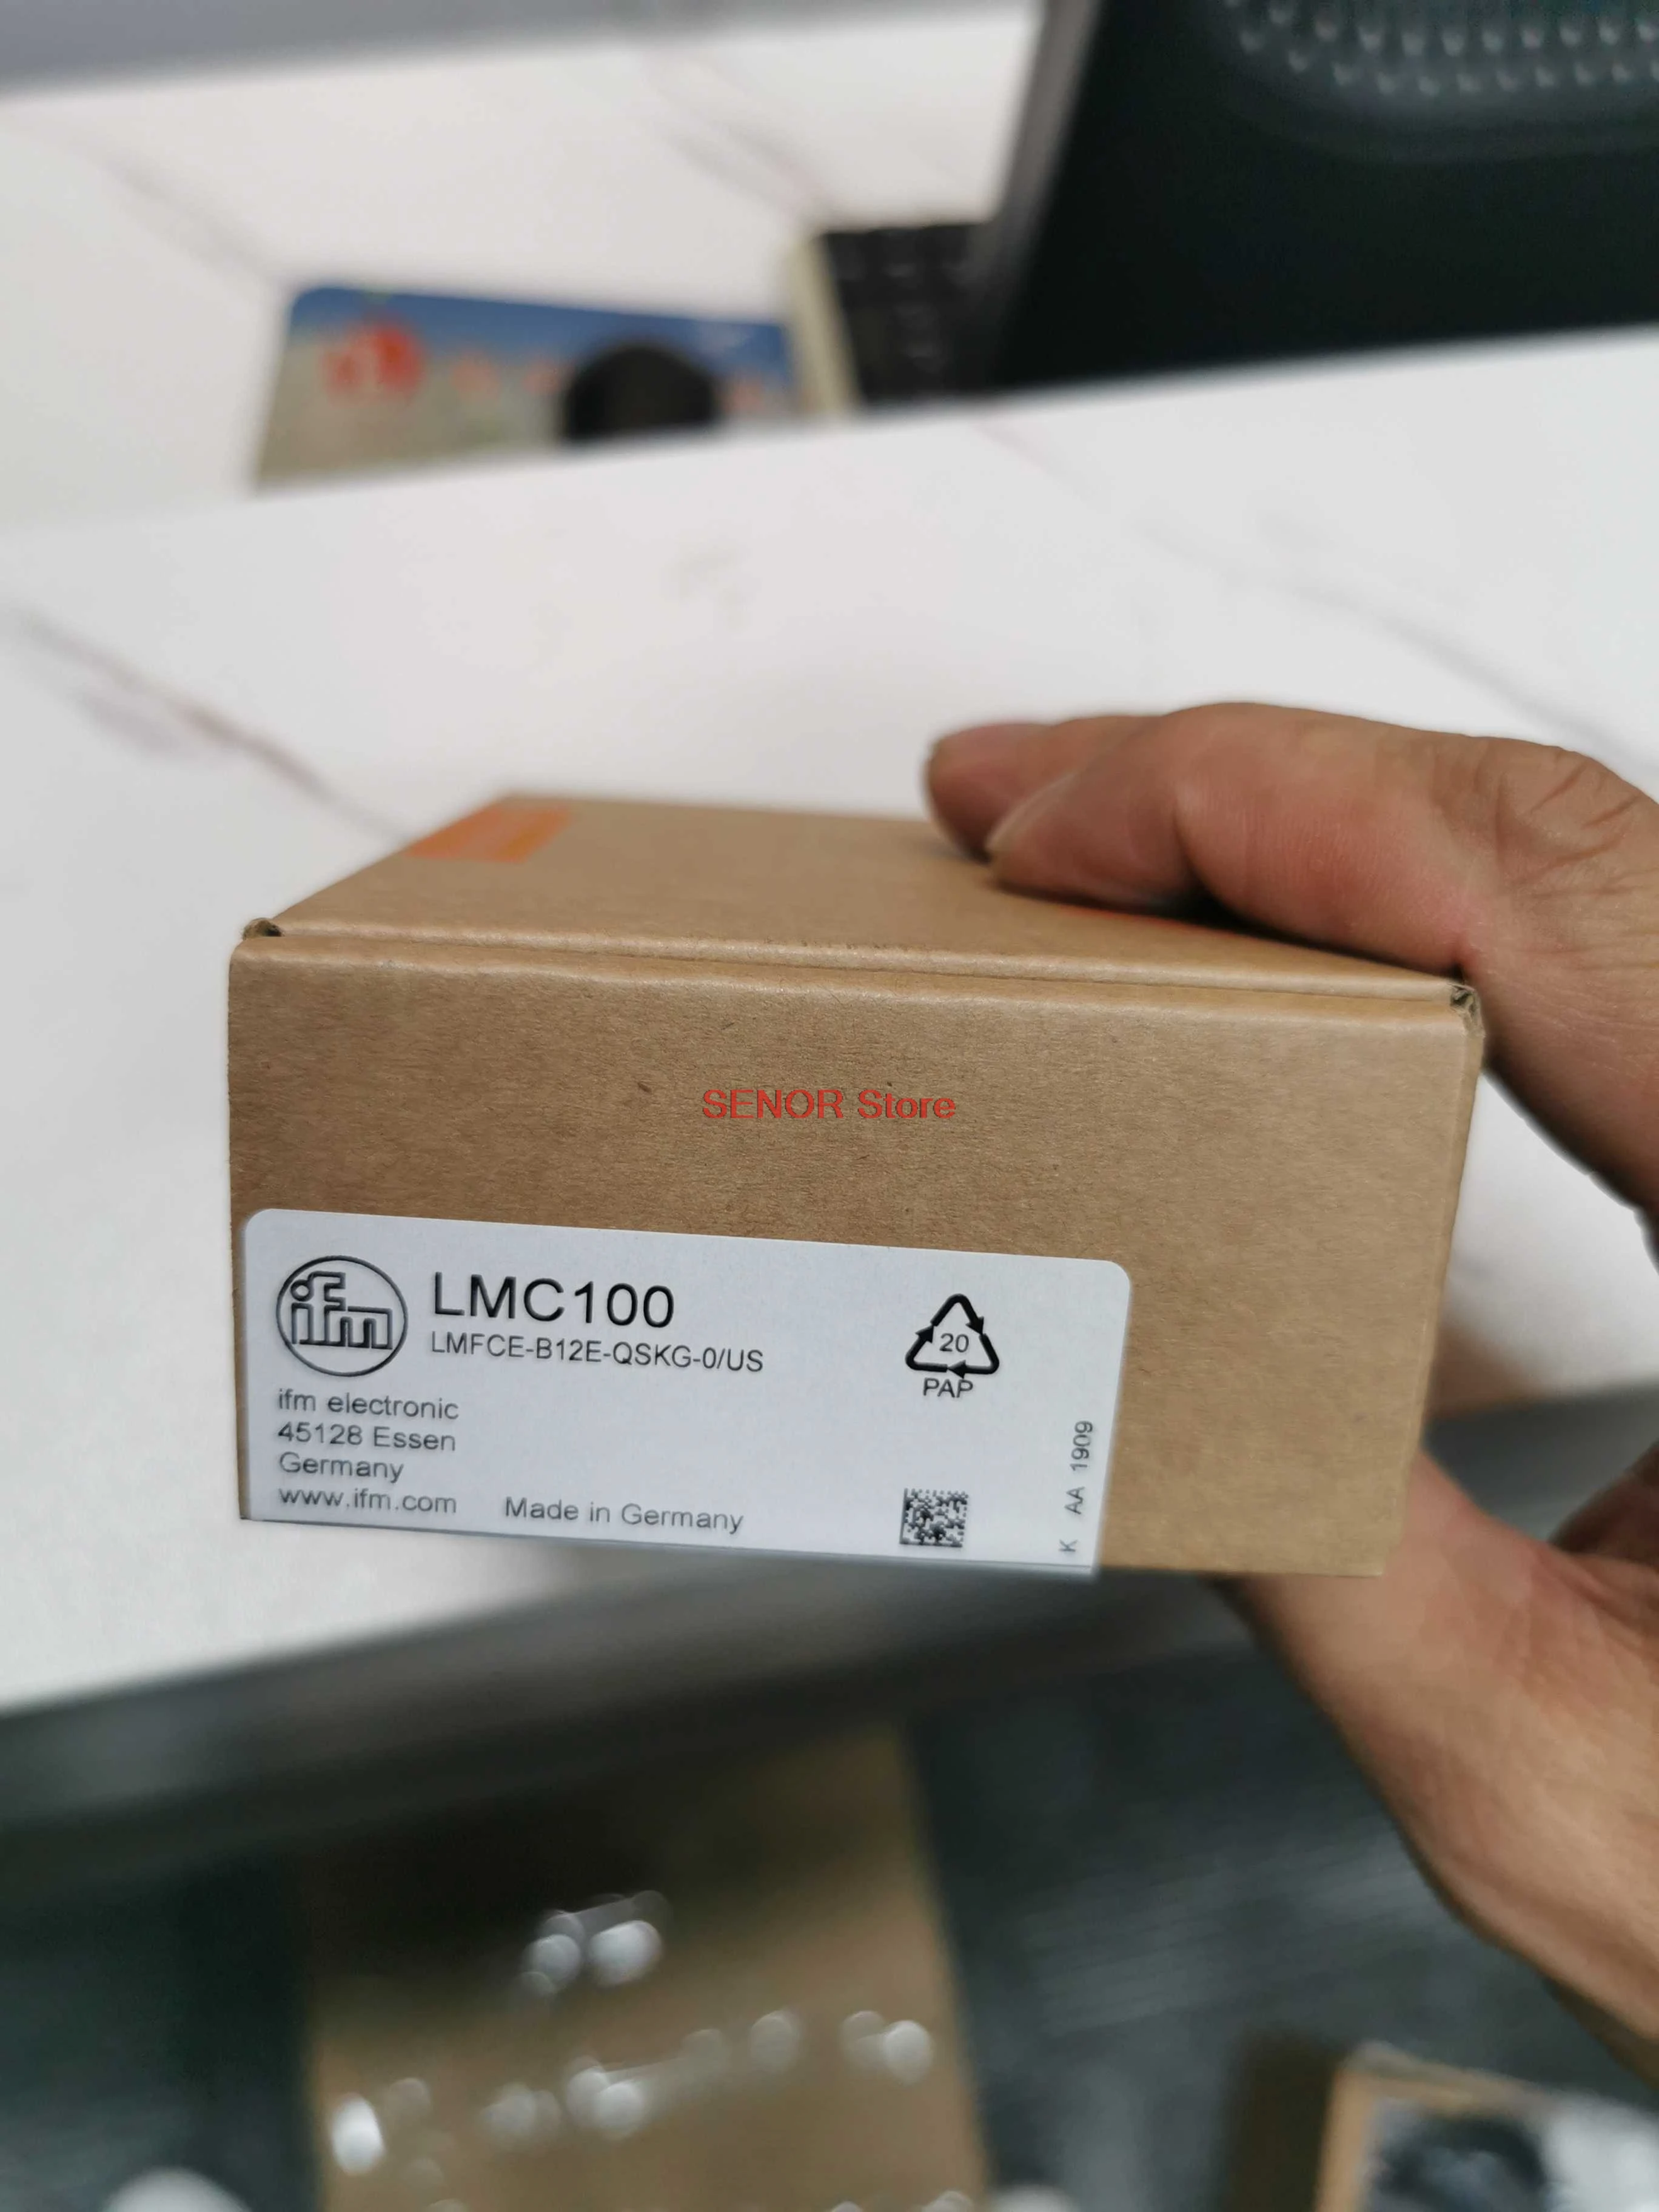 SENOR Store
ifm
LMC100
LMFCE-B12E-QSKG-0/US
20
PAP
ifm electronic
45128 Essen
Germany
www.ifm.com
Made in Germany
K AA 1909